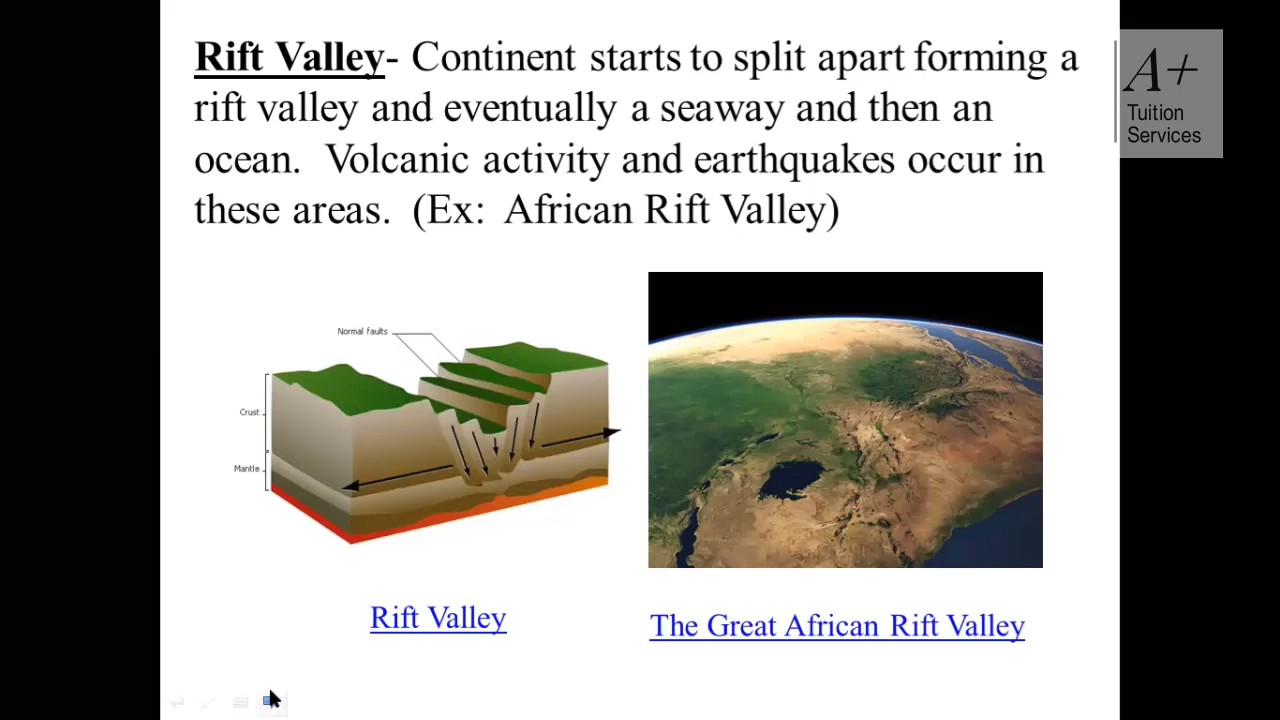 Rift Valley- Continent starts to split apart forming a
rift valley and eventually a seaway and then an
ocean.  Volcanic activity and earthquakes occur in
these areas.  (Ex:  African Rift Valley)
A+
Tuition
Services
Normal faults
Crust
Mantle
Rift Valley
The Great African Rift Valley